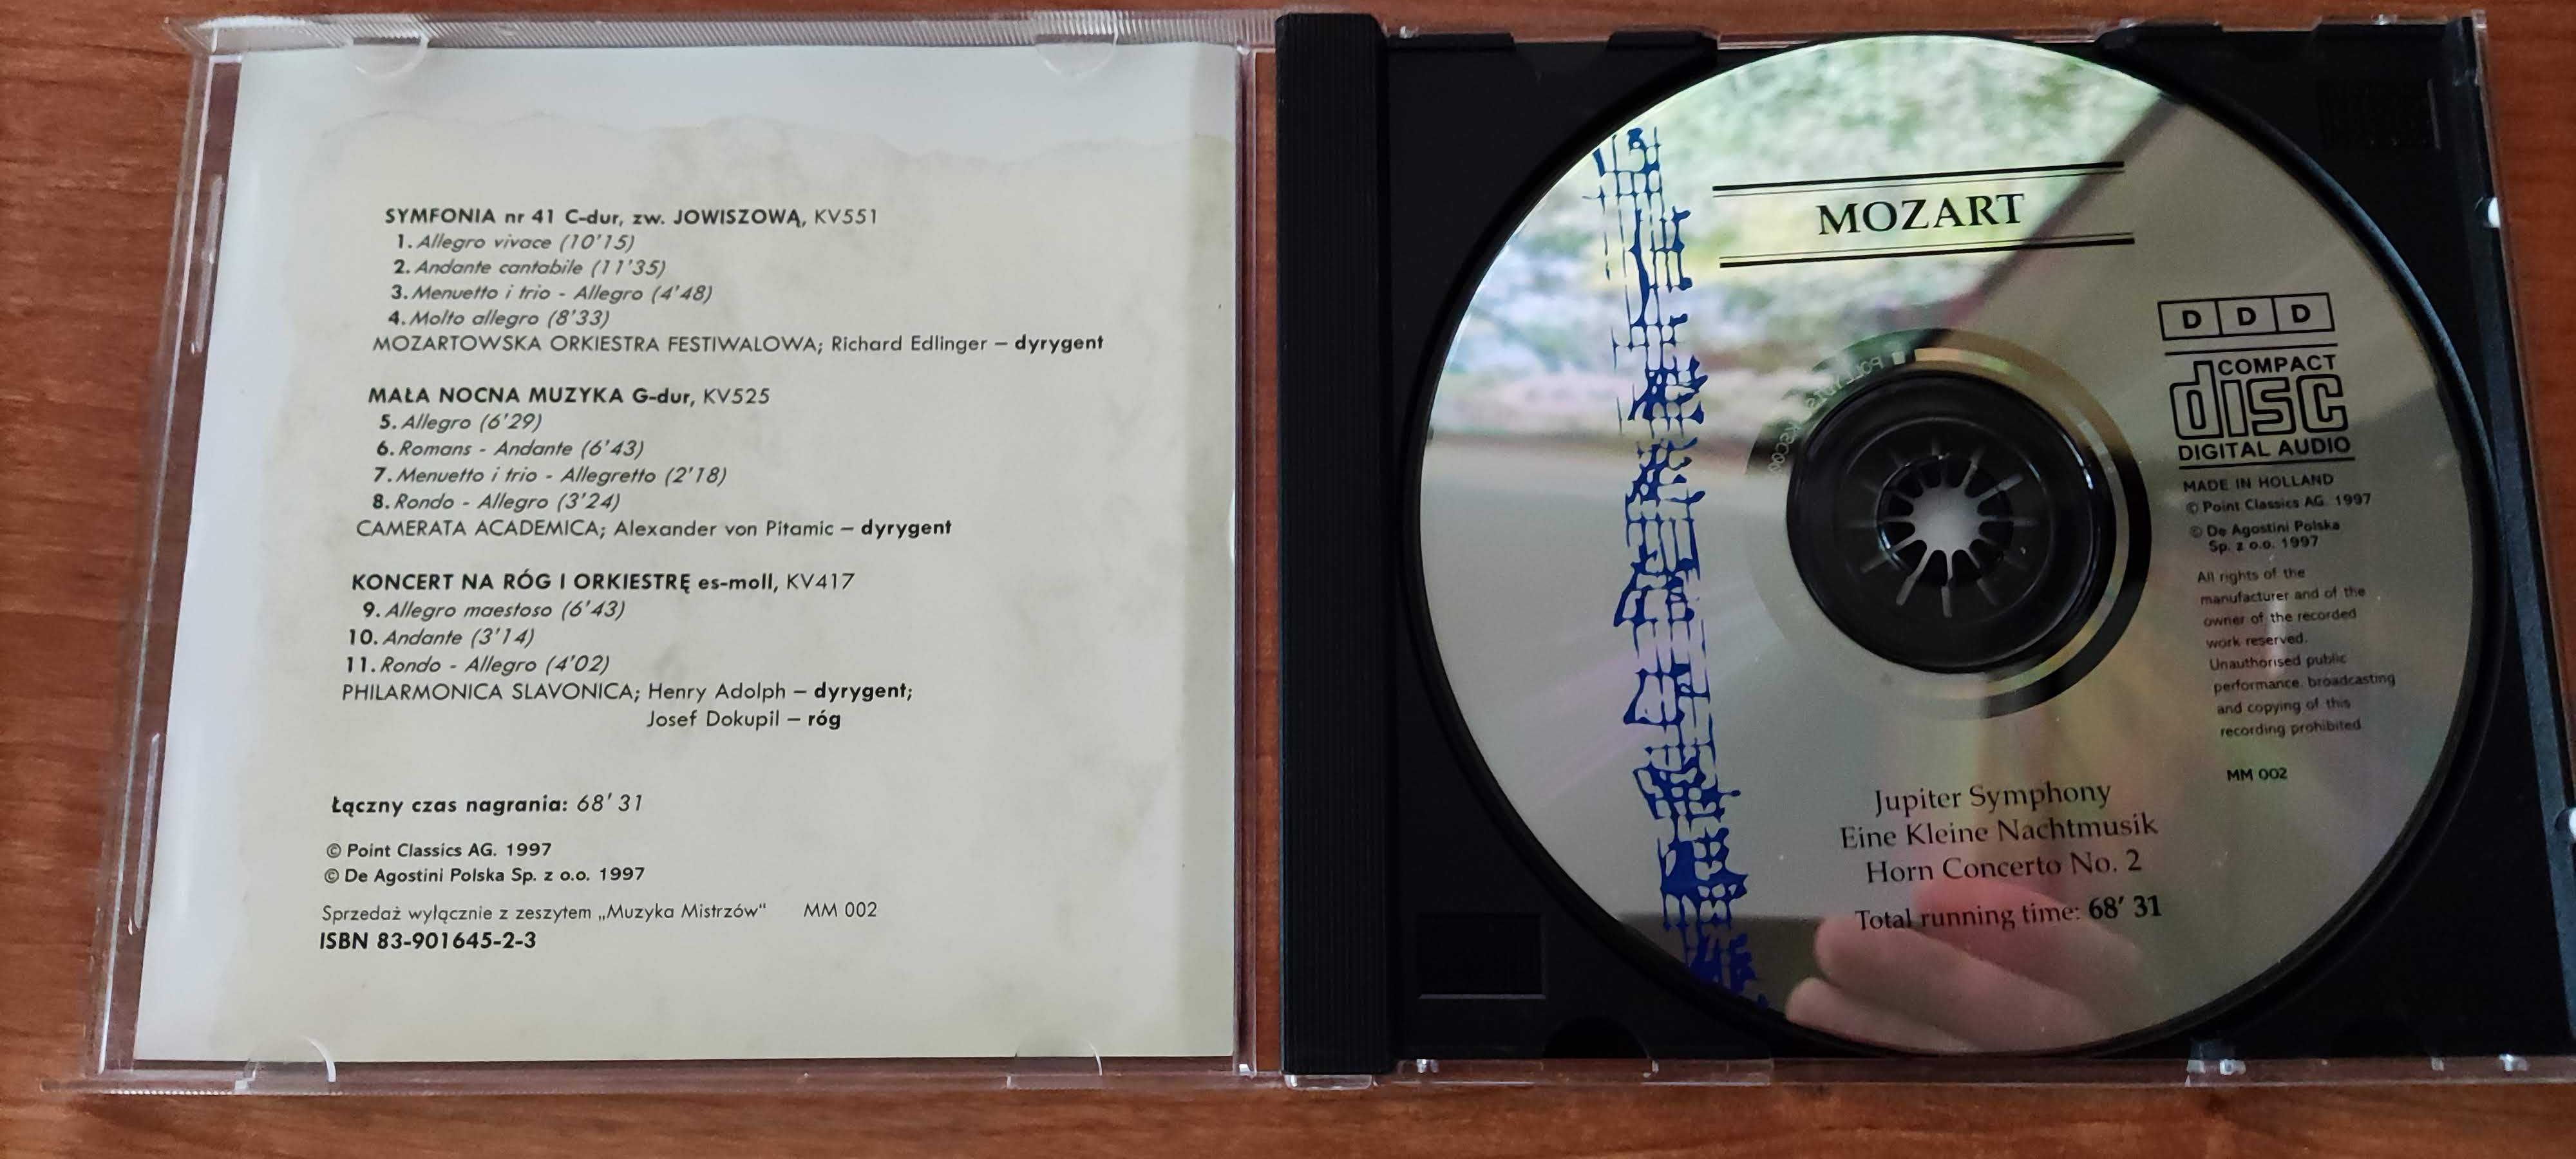 SYMFONIA nr 41 C-dur, zw. JOWISZOWĄ, KV551
1. Allegro vivace (10'15)
2. Andante cantabile (11'35)
3. Menuetto i trio - Allegro (4'48)
4. Molto allegro (8'33)
MOZARTOWSKA ORKIESTRA FESTIWALOWA; Richard Edlinger – dyrygent
MAŁA NOCNA MUZYKA G-dur, KV525
5. Allegro (6'29)
6. Romans - Andante (6'43)
7. Menuetto i trio - Allegretto (2'18)
8. Rondo - Allegro (3'24)
CAMERATA ACADEMICA; Alexander von Pitamic – dyrygent
KONCERT NA RÓG I ORKIESTRĘ es-moll, KV417
9. Allegro maestoso (6'43)
10. Andante (3'14)
11. Rondo - Allegro (4'02)
PHILARMONICA SLAVONICA; Henry Adolph – dyrygent;
Josef Dokupil – róg
Łączny czas nagrania: 68' 31
© Point Classics AG. 1997
© De Agostini Polska Sp. z o.o. 1997
Sprzedaż wyłącznie z zeszytem „Muzyka Mistrzów" MM 002
ISBN 83-901645-2-3
MOZART
DDD
COMPACT
disc
DIGITAL AUDIO
MADE IN HOLLAND
© Point Classics AG. 1997
© De Agostini Polska
Sp. z o.o. 1997
All rights of the
manufacturer and of the
owner of the recorded
work reserved.
Unauthorised public
performance, broadcasting
and copying of this
recording prohibited
MM 002
Jupiter Symphony
Eine Kleine Nachtmusik
Horn Concerto No. 2
Total running time: 68' 31